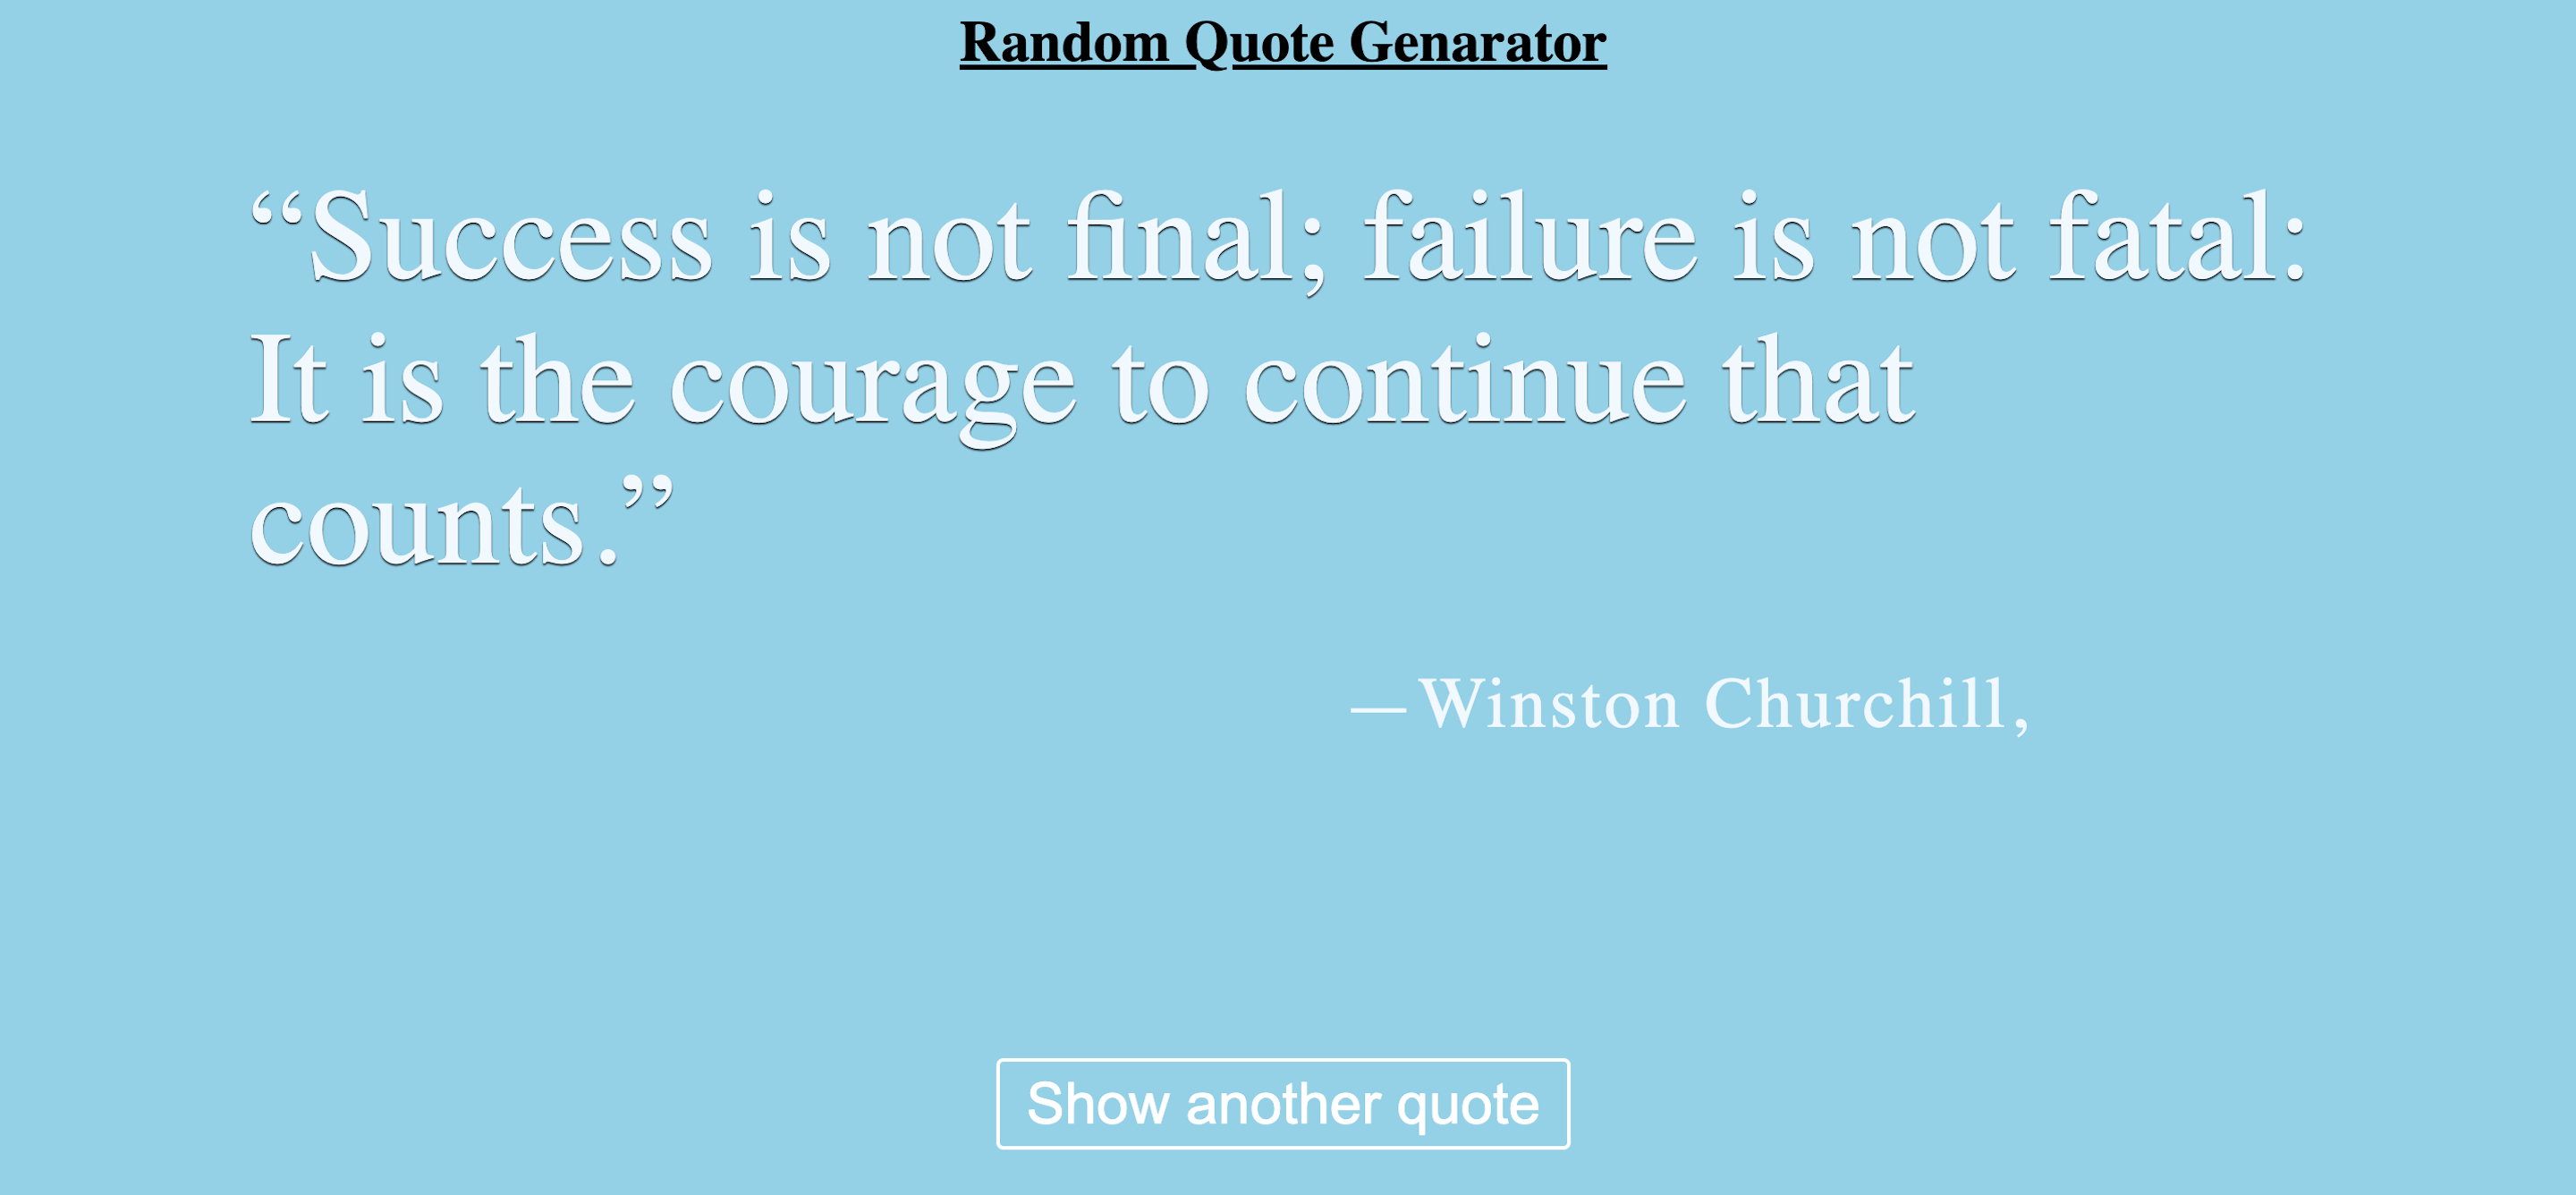 Random Quote Genarator
“Success is not final; failure is not fatal:
It is the courage to continue that
counts.”
—Winston Churchill,
Show another quote